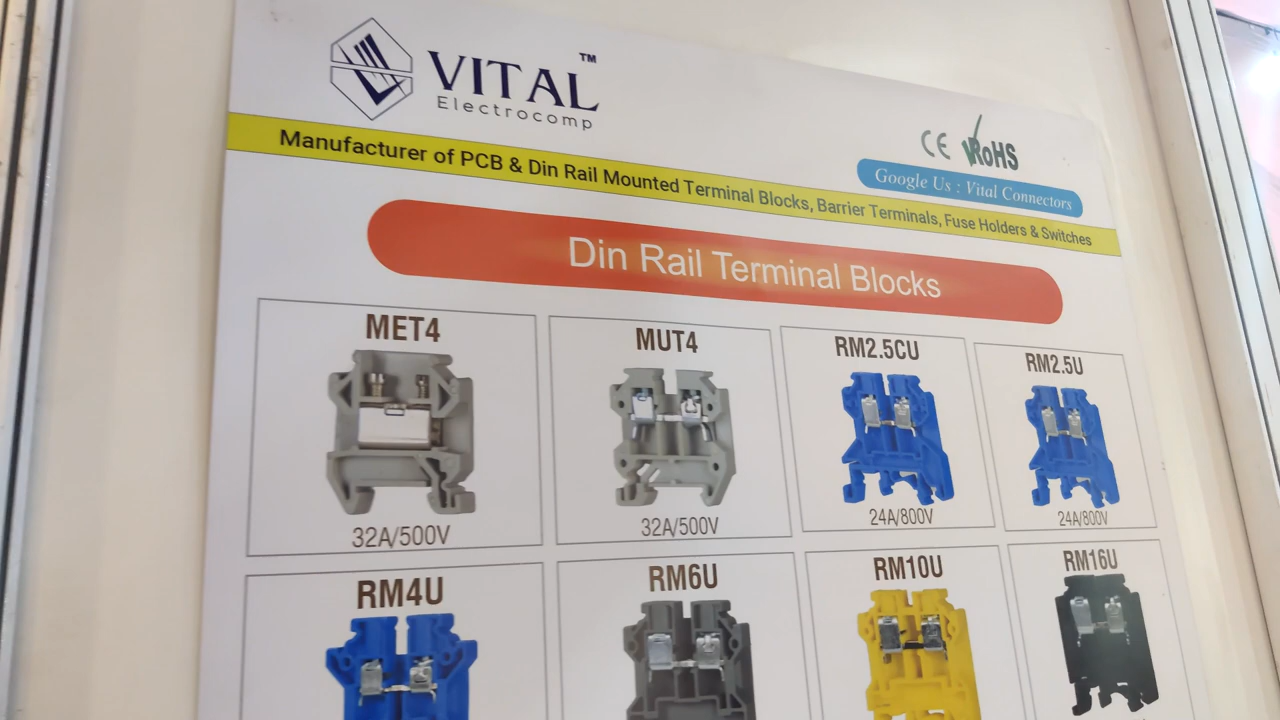 VITAL™
Electrocomp
CE RoHS
Google Us : Vital Connectors
Manufacturer of PCB & Din Rail Mounted Terminal Blocks, Barrier Terminals, Fuse Holders & Switches
Din Rail Terminal Blocks
MET4
MUT4
RM2.5CU
RM2.5U
32A/500V
32A/500V
24A/800V
24A/800V
RM4U
RM6U
RM10U
RM16U